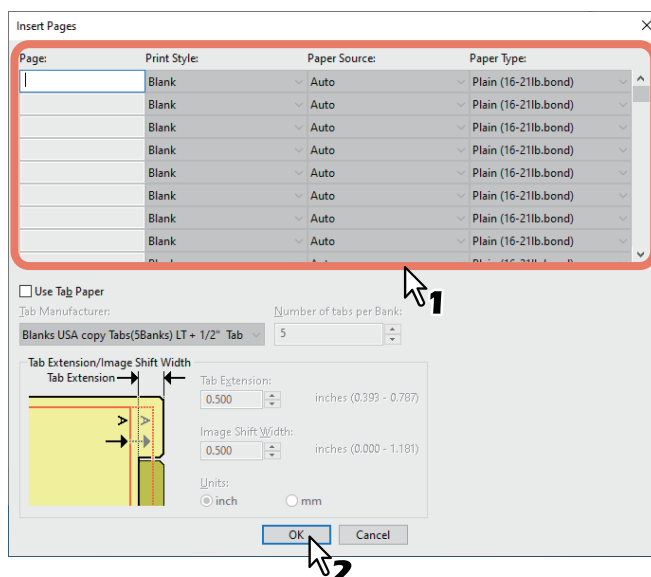 Insert Pages
Page: Print Style: Paper Source: Paper Type:
Blank Auto Plain (16-21lb.bond)
Blank Auto Plain (16-21lb.bond)
Blank Auto Plain (16-21lb.bond)
Blank Auto Plain (16-21lb.bond)
Blank Auto Plain (16-21lb.bond)
Blank Auto Plain (16-21lb.bond)
Blank Auto Plain (16-21lb.bond)
Blank Auto Plain (16-21lb.bond)
1
Use Tab Paper
Tab Manufacturer: Number of tabs per Bank:
Blanks USA copy Tabs(5Banks) LT + 1/2" Tab 5
Tab Extension/Image Shift Width
Tab Extension
Tab Extension:
0.500 inches (0.393 - 0.787)
A A
Image Shift Width:
0.500 inches (0.000 - 1.181)
Units:
inch mm
OK Cancel
2